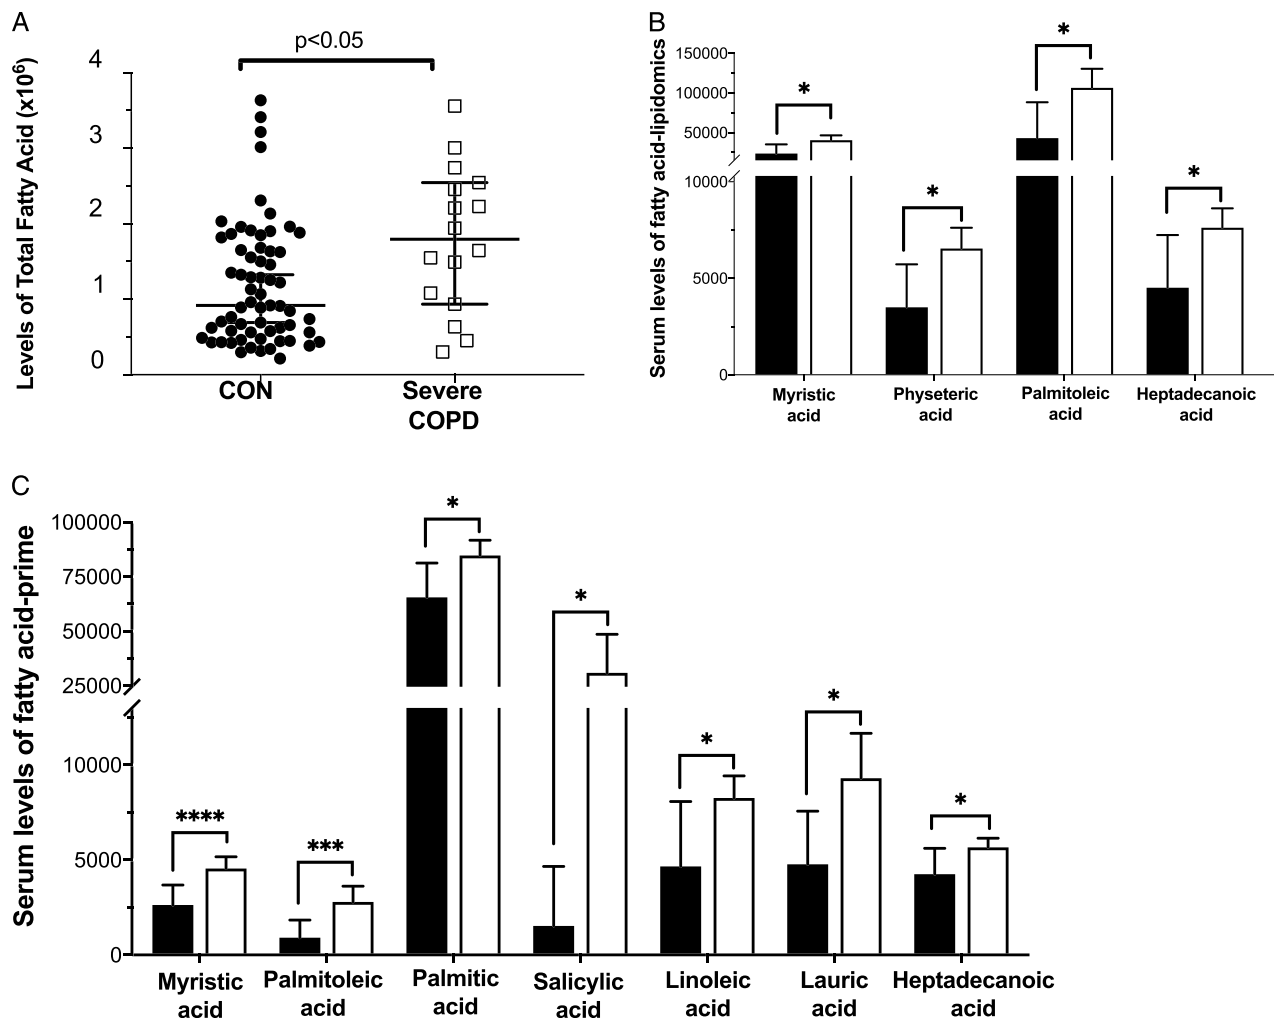 A
p<0.05
Levels of Total Fatty Acid (x10⁶)
4
3
2
1
0
CON
Severe
COPD
B
Serum levels of fatty acid-lipidomics
150000
100000
50000
10000
5000
0
*
*
*
*
Myristic
acid
Physeteric
acid
Palmitoleic
acid
Heptadecanoic
acid
C
Serum levels of fatty acid-prime
100000
75000
50000
25000
10000
5000
0
****
***
*
*
*
*
*
Myristic
acid
Palmitoleic
acid
Palmitic
acid
Salicylic
acid
Linoleic
acid
Lauric
acid
Heptadecanoic
acid